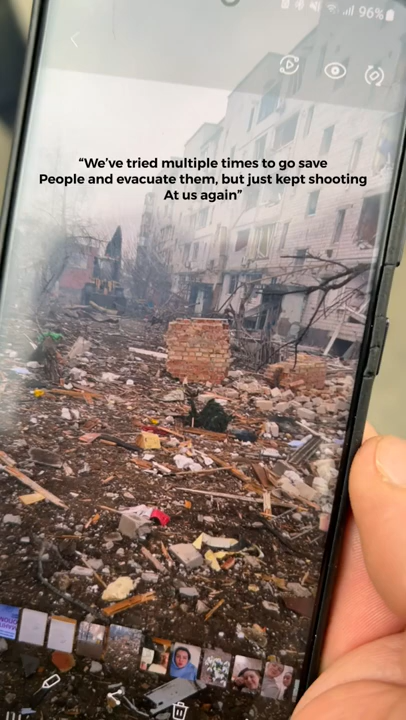 96%
“We’ve tried multiple times to go save
People and evacuate them, but just kept shooting
At us again”